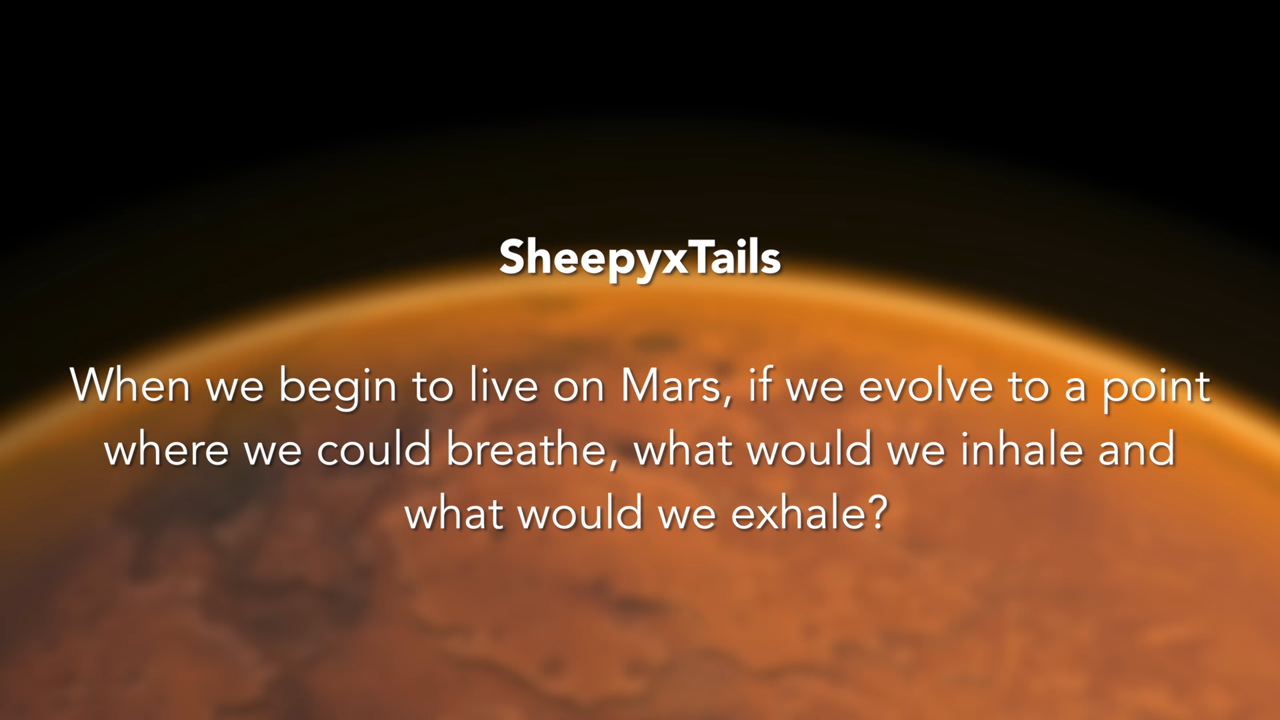 SheepyxTails
When we begin to live on Mars, if we evolve to a point
where we could breathe, what would we inhale and
what would we exhale?